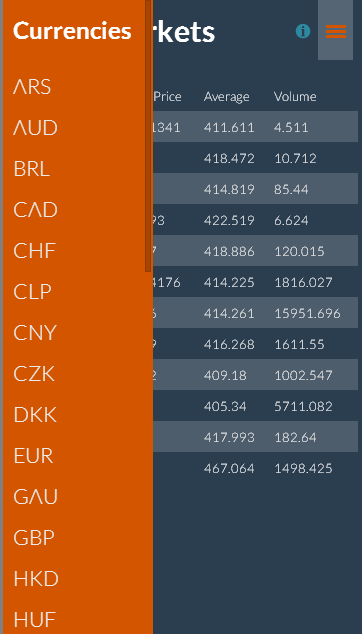 Currencies
ARS
AUD
BRL
CAD
CHF
CLP
CNY
CZK
DKK
EUR
GAU
GBP
HKD
HUF
rkets
Price Average Volume
1341 411.611 4.511
418.472 10.712
414.819 85.44
93 422.519 6.624
7 418.886 120.015
4176 414.225 1816.027
6 414.261 15951.696
9 416.268 1611.55
2 409.18 1002.547
405.34 5711.082
417.993 182.64
467.064 1498.425